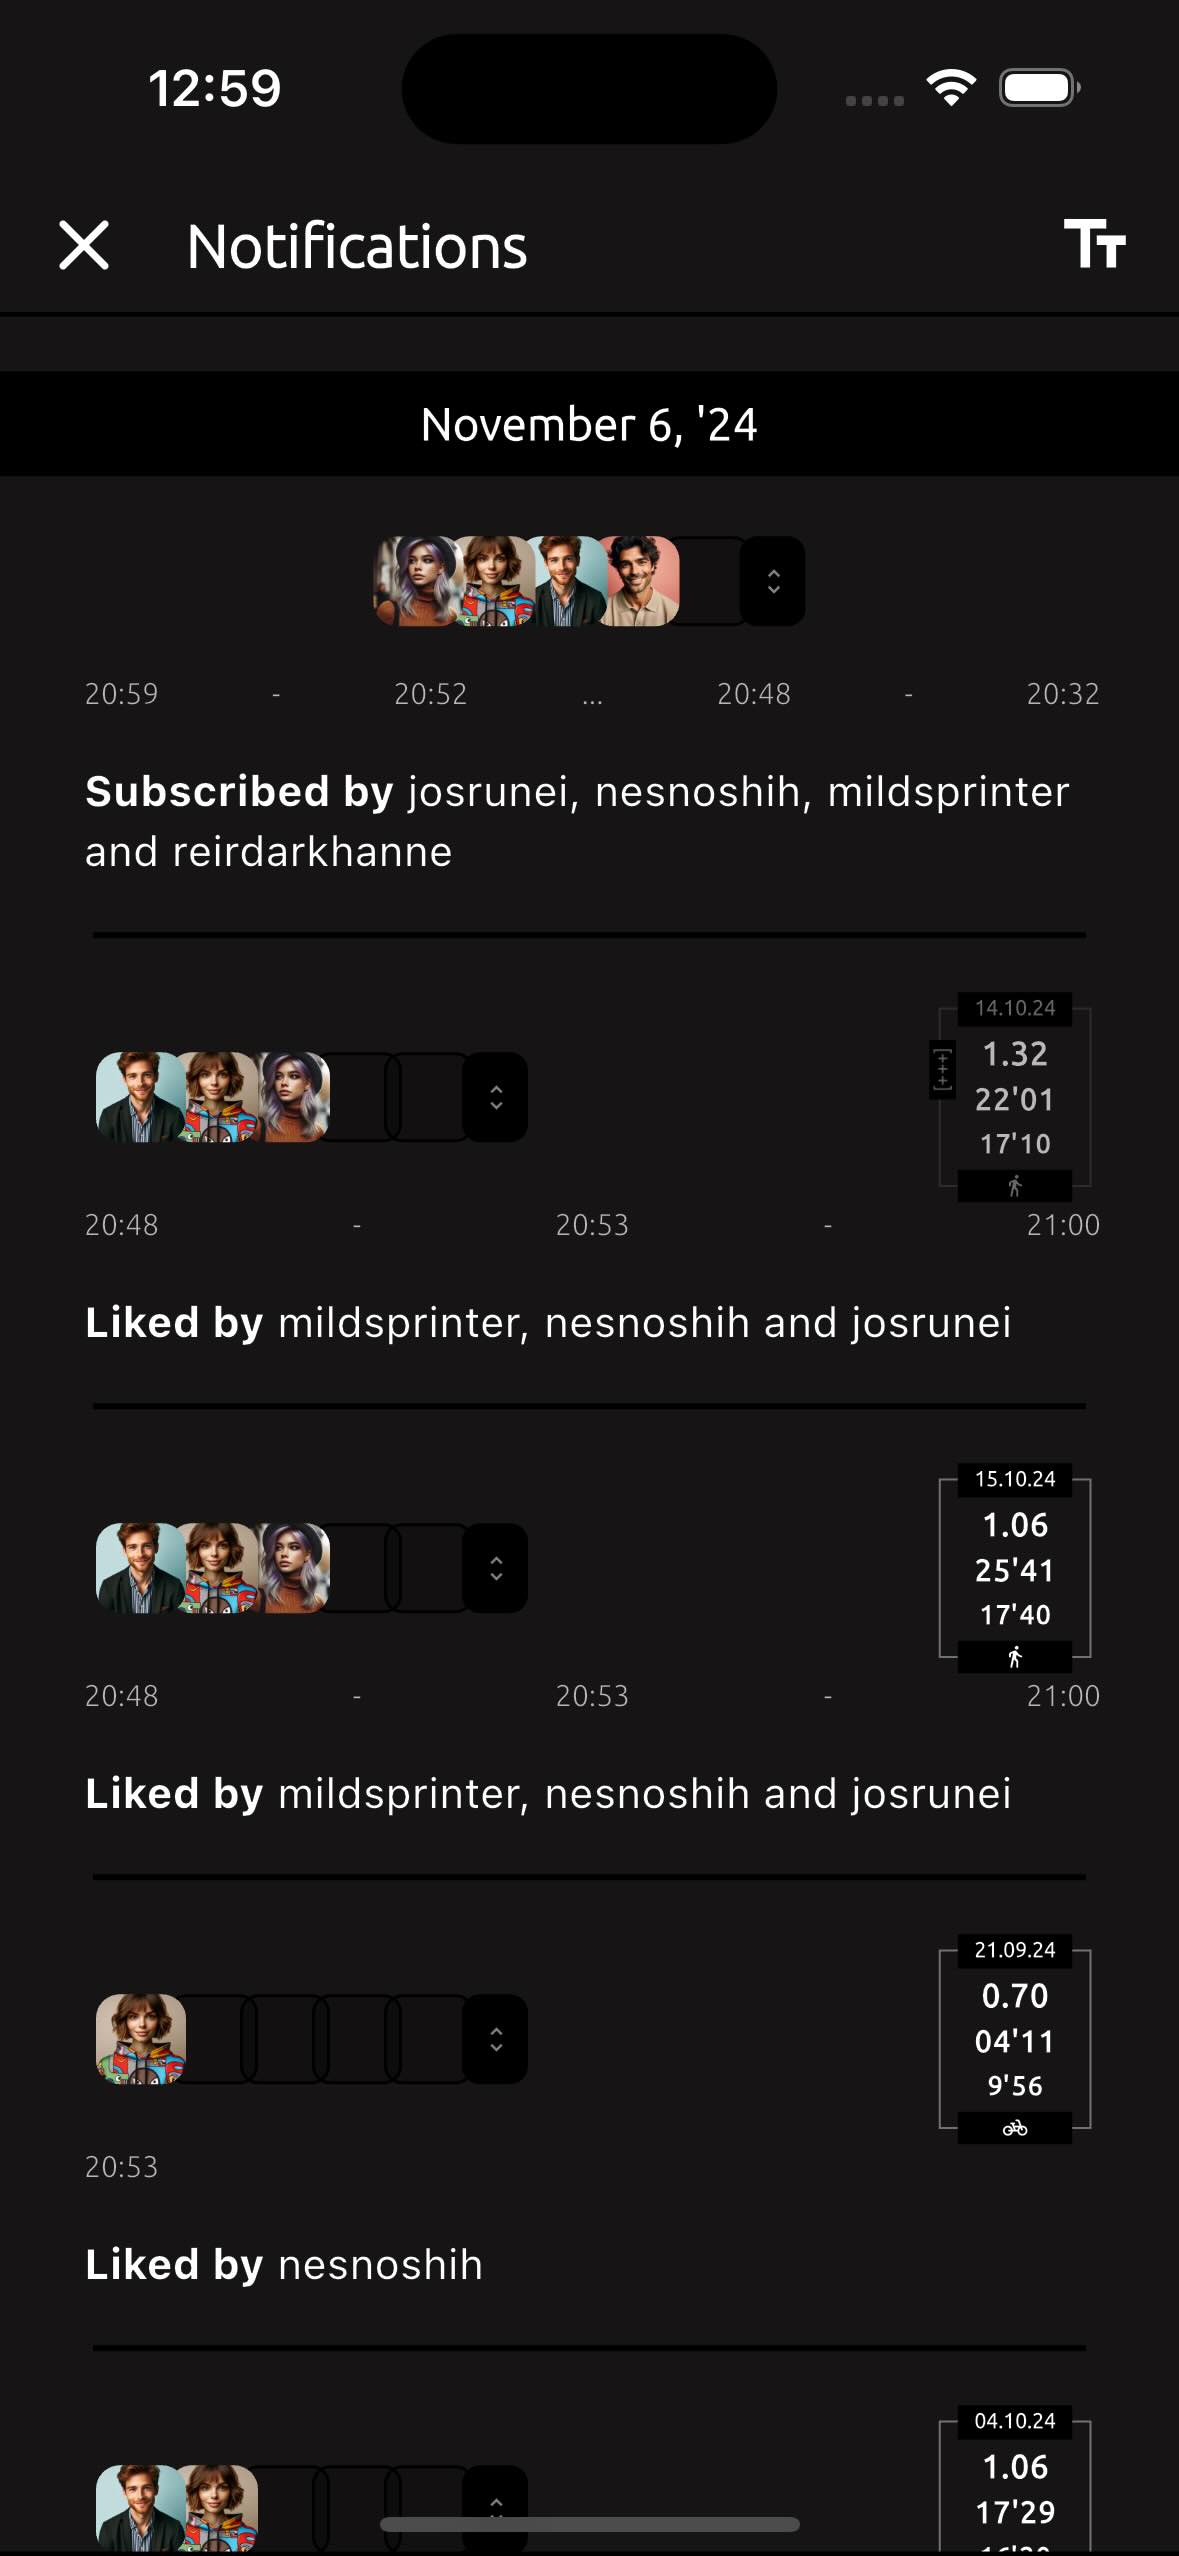 12:59
Notifications
November 6, '24
20:59 - 20:52 ... 20:48 - 20:32
Subscribed by josrunei, nesnoshih, mildsprinter
and reirdarkhanne
14.10.24
[+++]
1.32
22'01
17'10
20:48 - 20:53 - 21:00
Liked by mildsprinter, nesnoshih and josrunei
15.10.24
1.06
25'41
17'40
20:48 - 20:53 - 21:00
Liked by mildsprinter, nesnoshih and josrunei
21.09.24
0.70
04'11
9'56
20:53
Liked by nesnoshih
04.10.24
1.06
17'29